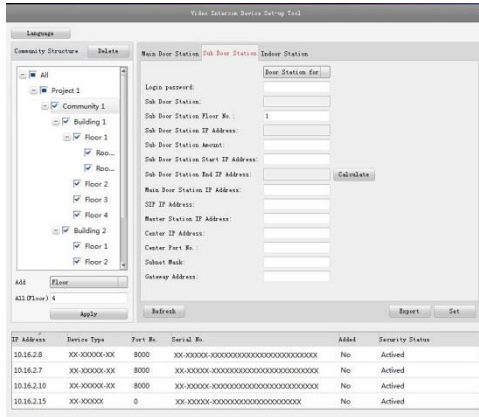 Video Intercom Device Set-up Tool
Language
Community Structure Delete
Main Door Station Sub Door Station Indoor Station
All
Project 1
Community 1
Building 1
Floor 1
Roo...
Roo...
Floor 2
Floor 3
Floor 4
Building 2
Floor 1
Floor 2
Add Floor
All(Floor) 4
Apply
Door Station for
Login password:
Sub Door Station:
Sub Door Station Floor No.: 1
Sub Door Station IP Address:
Sub Door Station Amount:
Sub Door Station Start IP Address:
Sub Door Station End IP Address: Calculate
Main Door Station IP Address:
SIP IP Address:
Master Station IP Address:
Center IP Address:
Center Port No.:
Subnet Mask:
Gateway Address:
Refresh Export Set
IP Address Device Type Port No. Serial No. Added Security Status
10.16.2.8 XX-XXXXX-XX 8000 XX-XXXXX-XXXXXXXXXXXXXXXXXXXXXXXX No Actived
10.16.2.7 XX-XXXXX-XX 8000 XX-XXXXX-XXXXXXXXXXXXXXXXXXXXXXXX No Actived
10.16.2.10 XX-XXXXX-XX 8000 XX-XXXXX-XXXXXXXXXXXXXXXXXXXXXXXX No Actived
10.16.2.15 XX-XXXXX 0 XX-XXXXX-XXXXXXXXXXXXXXXXXXXX No Actived